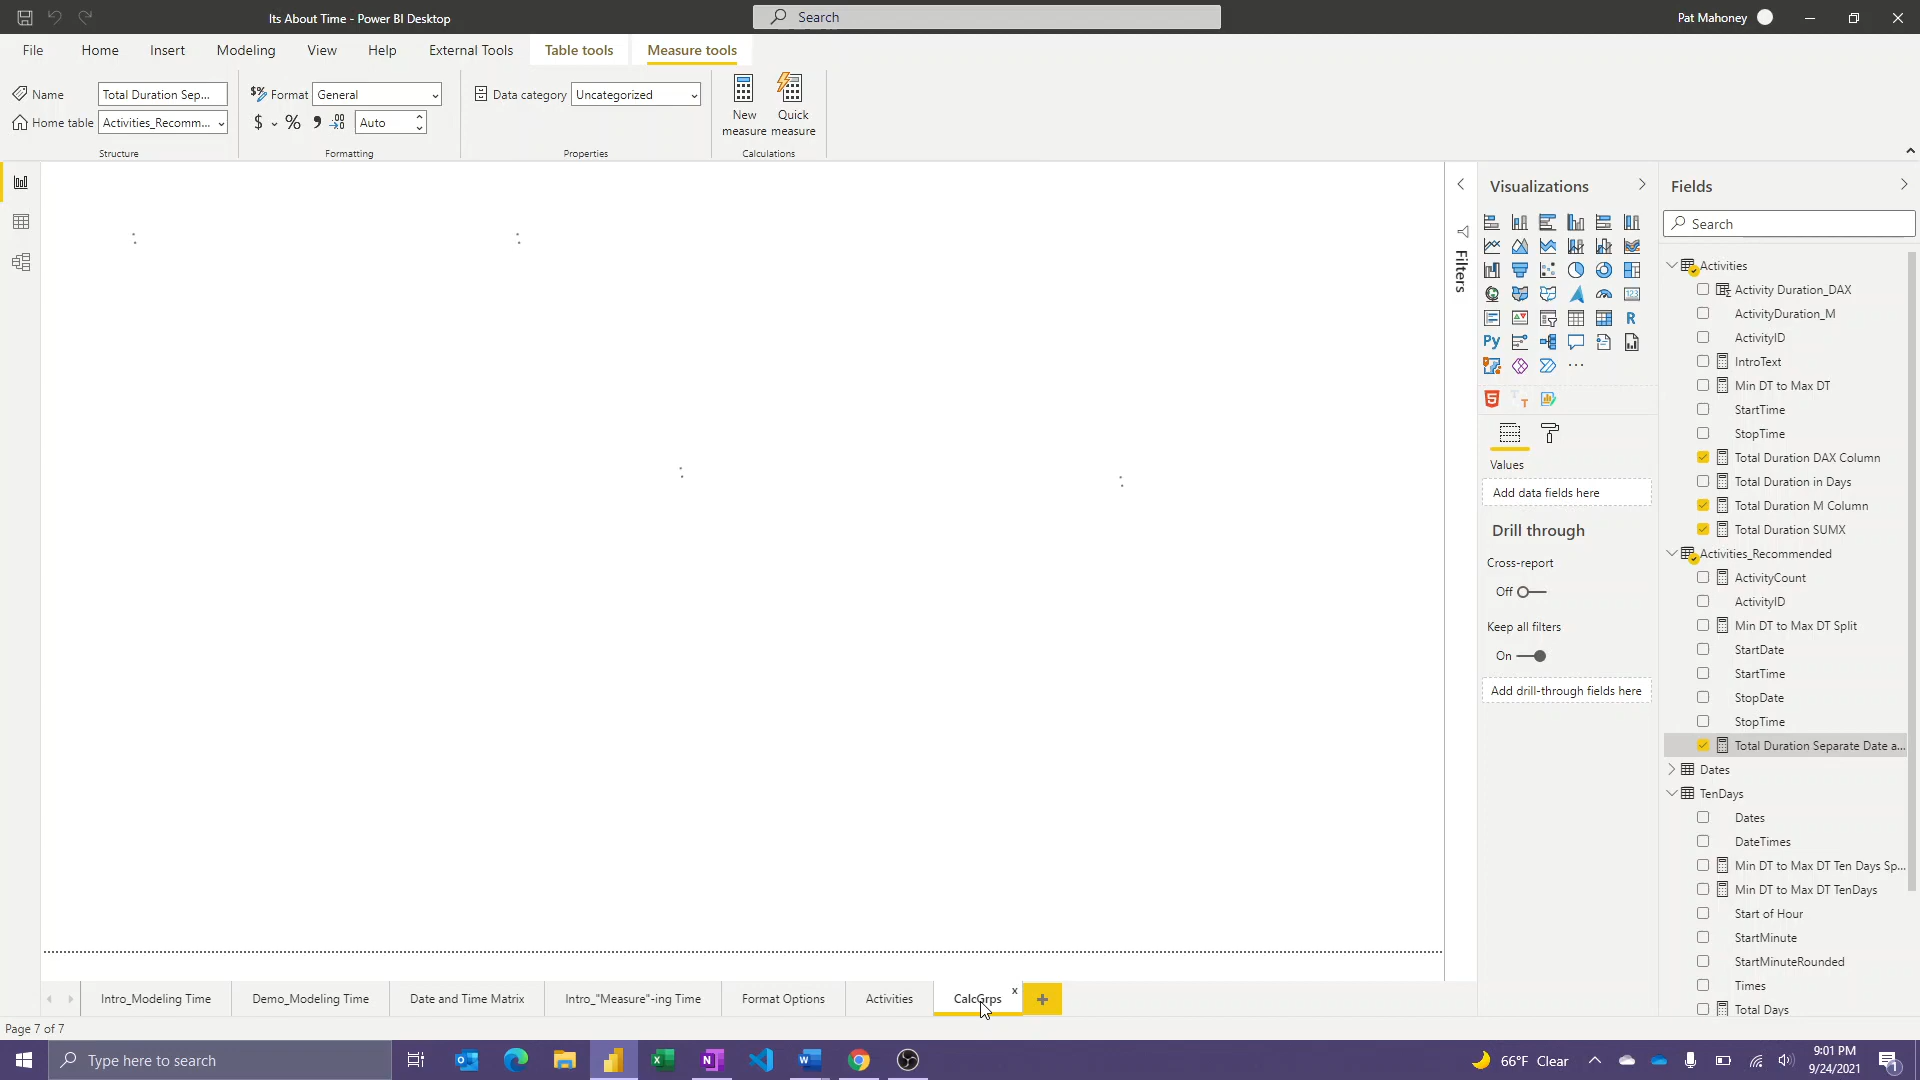 Its About Time - Power BI Desktop
Search
Pat Mahoney
File
Home
Insert
Modeling
View
Help
External Tools
Table tools
Measure tools
Name
Total Duration Sep...
Home table
Activities_Recomm...
Structure
$% Format
General
$ % 9 .00
Auto
Formatting
Data category
Uncategorized
Properties
New measure
Quick measure
Calculations
Filters
Visualizations
123
R
Py
...
Values
Add data fields here
Drill through
Cross-report
Off
Keep all filters
On
Add drill-through fields here
Fields
Search
Activities
Activity Duration_DAX
ActivityDuration_M
ActivityID
IntroText
Min DT to Max DT
StartTime
StopTime
Total Duration DAX Column
Total Duration in Days
Total Duration M Column
Total Duration SUMX
Activities_Recommended
ActivityCount
ActivityID
Min DT to Max DT Split
StartDate
StartTime
StopDate
StopTime
Total Duration Separate Date a...
Dates
TenDays
Dates
DateTimes
Min DT to Max DT Ten Days Sp...
Min DT to Max DT TenDays
Start of Hour
StartMinute
StartMinuteRounded
Times
Total Days
Intro_Modeling Time
Demo_Modeling Time
Date and Time Matrix
Intro_"Measure"-ing Time
Format Options
Activities
CalcGrps
x
+
Page 7 of 7
Type here to search
66°F Clear
9:01 PM
9/24/2021
1